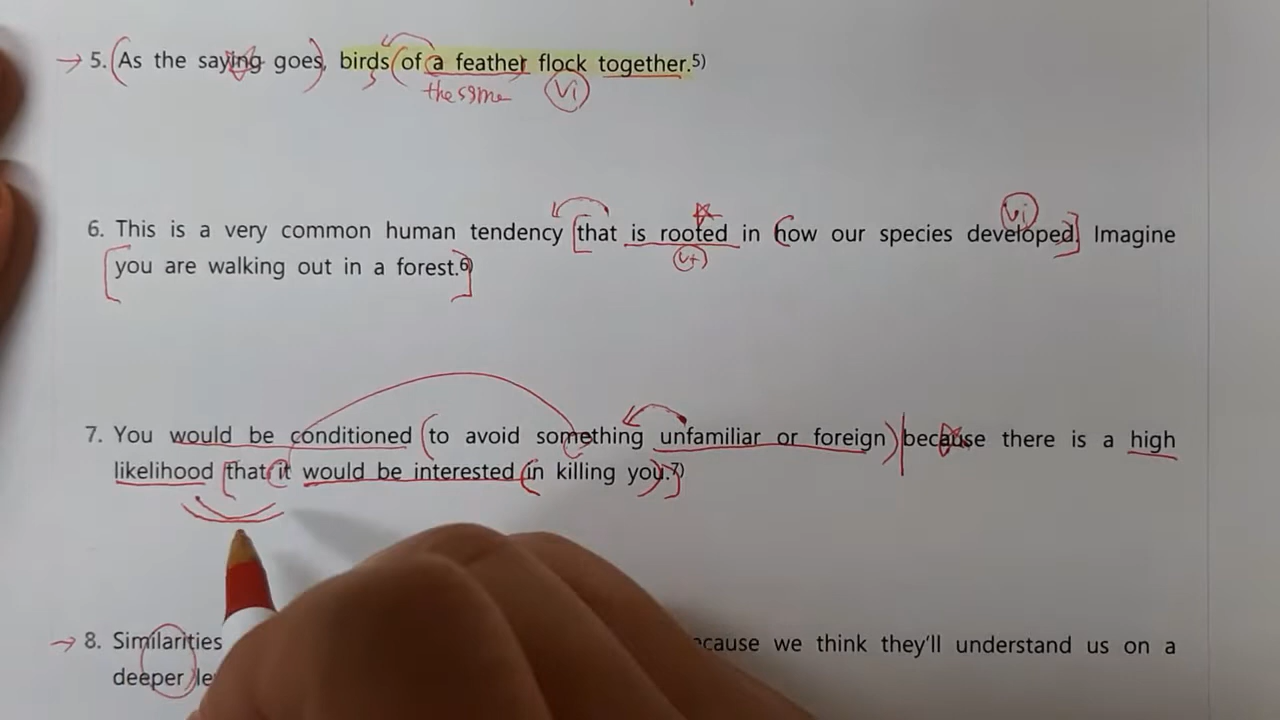 → 5. (As the saying goes), birds (of a feather flock together.5)
the same Vi
Vi
6. This is a very common human tendency [that is rooted in (how our species developed.] Imagine
(vt)
[you are walking out in a forest.6)]
7. You would be conditioned (to avoid something unfamiliar or foreign) because there is a high
likelihood [that it would be interested (in killing you.7))]
→ 8. Similarities cause we think they'll understand us on a
deeper le